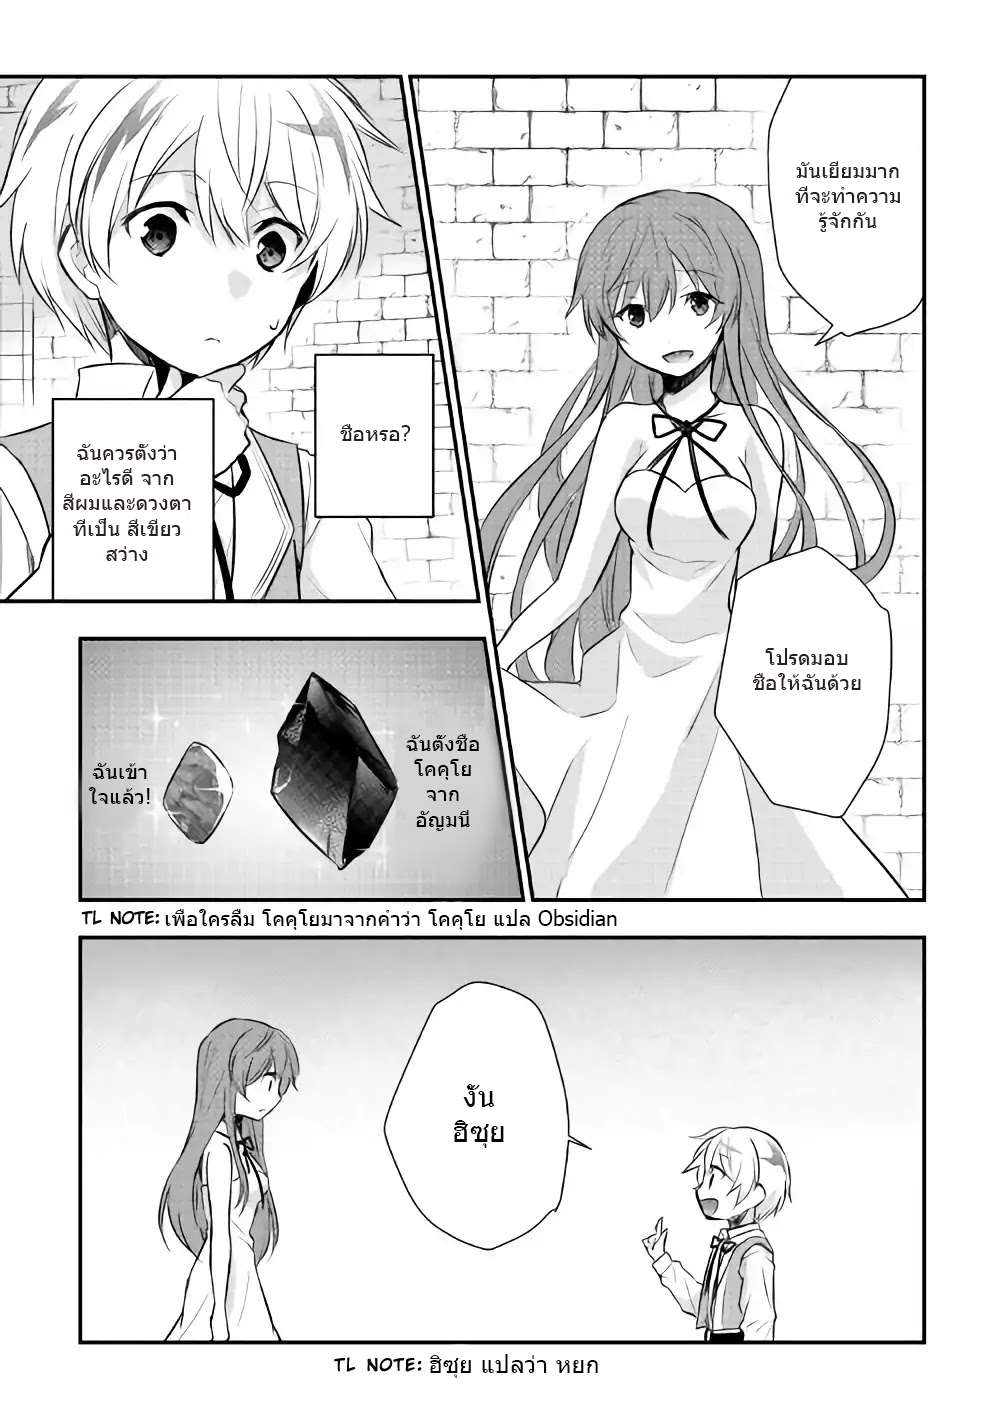 มันเยียมมาก
ทีจะทำความ
รู้จักกัน
โปรดมอบ
ชือให้ฉันด้วย
ชือหรอ?
ฉันควรตังว่า
อะไรดี จาก
สีผมและดวงตา
ทีเป็น สีเขียว
สว่าง
ฉันตังชือ
โคคุโย
จาก
อัญมนี
ฉันเข้า
ใจแล้ว!
TL NOTE: เพือใครลืม โคคุโยมาจากคำว่า โคคุโย แปล Obsidian
งัน
ฮิซุย
TL NOTE: ฮิซุย แปลว่า หยก